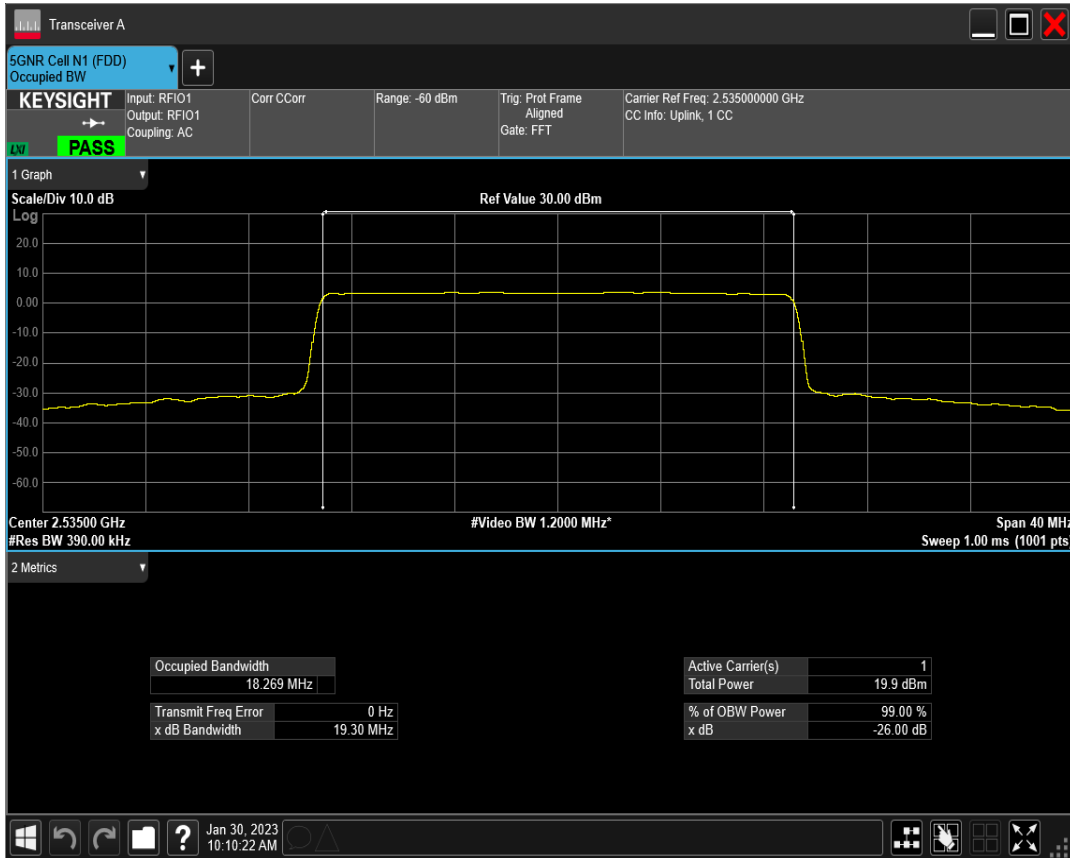 Transceiver A
5GNR Cell N1 (FDD)
Occupied BW
+
KEYSIGHT
LXI
PASS
Input: RFIO1
Output: RFIO1
Coupling: AC
Corr CCorr
Range: -60 dBm
Trig: Prot Frame
Aligned
Gate: FFT
Carrier Ref Freq: 2.535000000 GHz
CC Info: Uplink, 1 CC
1 Graph
Scale/Div 10.0 dB
Ref Value 30.00 dBm
Log
20.0
10.0
0.00
-10.0
-20.0
-30.0
-40.0
-50.0
-60.0
Center 2.53500 GHz
#Video BW 1.2000 MHz*
Span 40 MHz
#Res BW 390.00 kHz
Sweep 1.00 ms (1001 pts)
2 Metrics
Occupied Bandwidth
18.269 MHz
Transmit Freq Error 0 Hz
x dB Bandwidth 19.30 MHz
Active Carrier(s) 1
Total Power 19.9 dBm
% of OBW Power 99.00 %
x dB -26.00 dB
?
Jan 30, 2023
10:10:22 AM